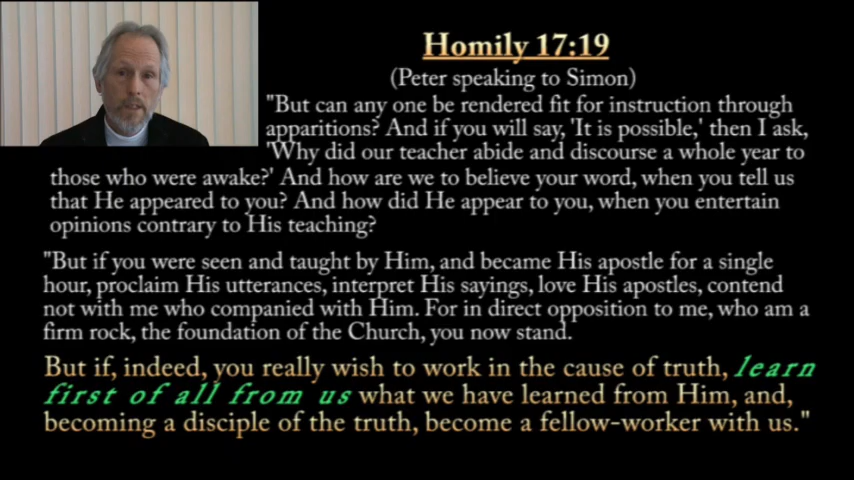 Homily 17:19
(Peter speaking to Simon)
"But can any one be rendered fit for instruction through
apparitions? And if you will say, 'It is possible,' then I ask,
'Why did our teacher abide and discourse a whole year to
those who were awake?' And how are we to believe your word, when you tell us
that He appeared to you? And how did He appear to you, when you entertain
opinions contrary to His teaching?
"But if you were seen and taught by Him, and became His apostle for a single
hour, proclaim His utterances, interpret His sayings, love His apostles, contend
not with me who companied with Him. For in direct opposition to me, who am a
firm rock, the foundation of the Church, you now stand.
But if, indeed, you really wish to work in the cause of truth, learn
first of all from us what we have learned from Him, and,
becoming a disciple of the truth, become a fellow-worker with us."